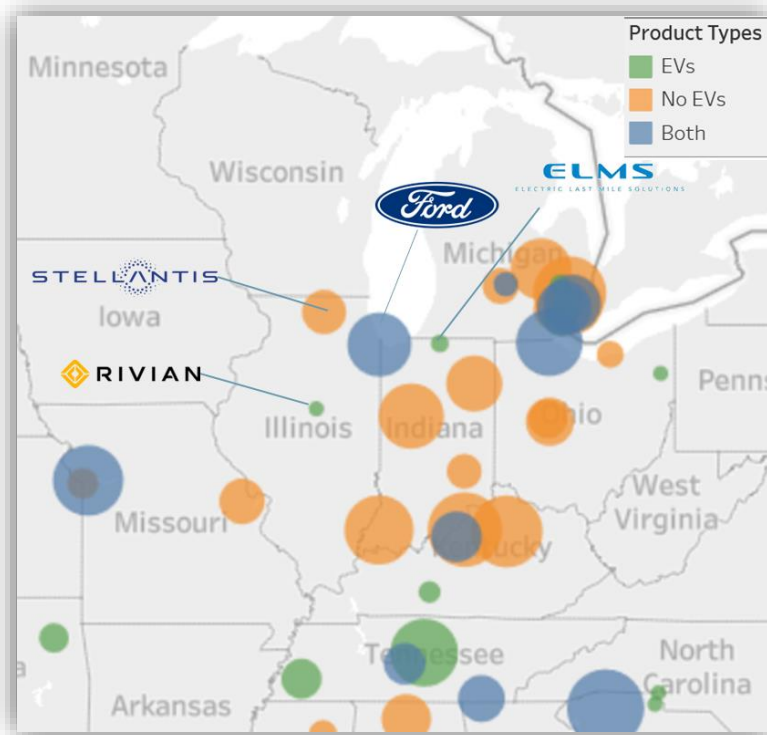 Product Types
EVs
No EVs
Both
Minnesota
Wisconsin
ELMS
ELECTRIC LAST MILE SOLUTIONS
Ford
Michigan
STELLANTIS
Iowa
RIVIAN
Illinois
Indiana
Ohio
Penns
Missouri
West
Virginia
Kentucky
Tennessee
North
Carolina
Arkansas
a